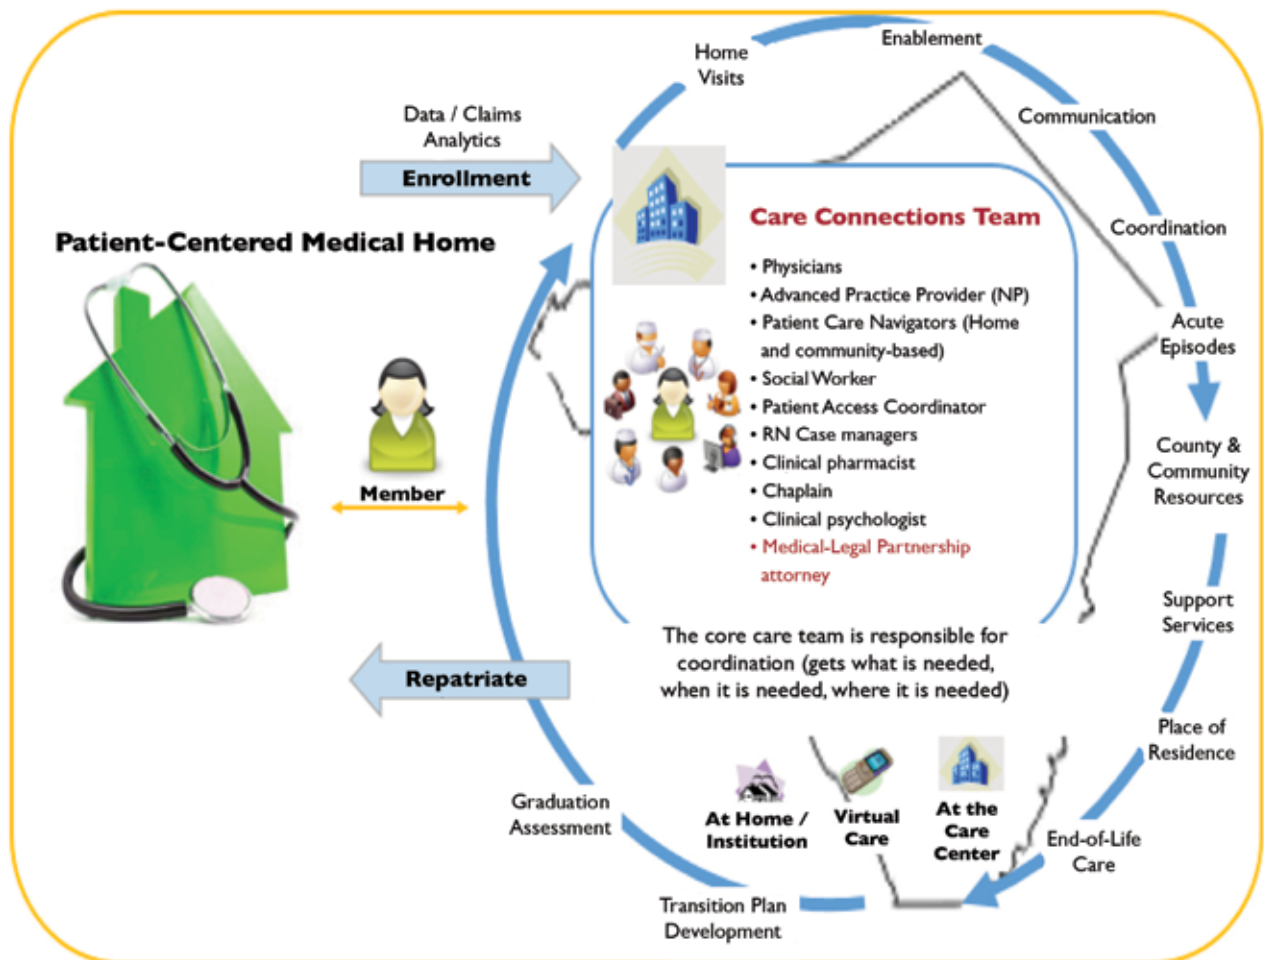 Home
Visits
Enablement
Data / Claims
Analytics
Enrollment
Communication
Coordination
Patient-Centered Medical Home
Care Connections Team
• Physicians
• Advanced Practice Provider (NP)
• Patient Care Navigators (Home
and community-based)
• Social Worker
• Patient Access Coordinator
• RN Case managers
• Clinical pharmacist
• Chaplain
• Clinical psychologist
• Medical-Legal Partnership
attorney
Acute
Episodes
Member
County &
Community
Resources
Support
Services
The core care team is responsible for
coordination (gets what is needed,
when it is needed, where it is needed)
Repatriate
Place of
Residence
At Home /
Institution
Virtual
Care
At the
Care
Center
Graduation
Assessment
End-of-Life
Care
Transition Plan
Development